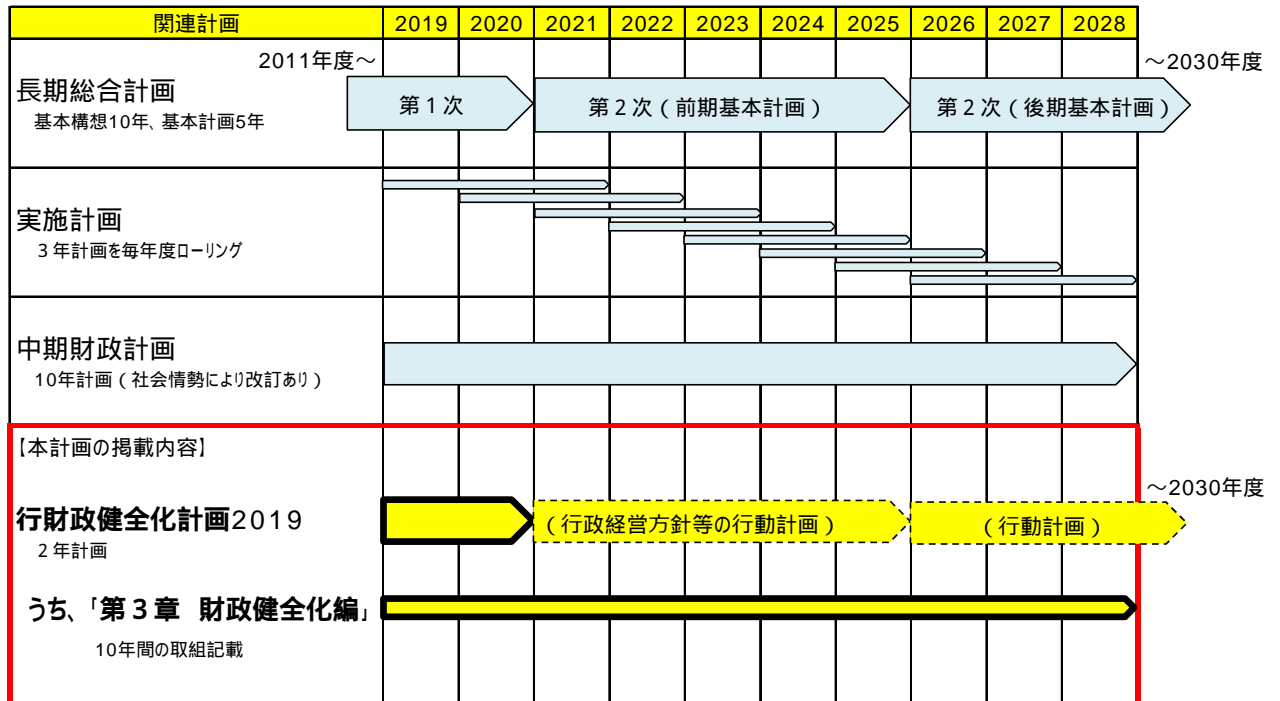 関連計画 2019 2020 2021 2022 2023 2024 2025 2026 2027 2028
2011年度～ ～2030年度
長期総合計画
基本構想10年、基本計画5年
第１次 第２次（前期基本計画） 第２次（後期基本計画）
実施計画
３年計画を毎年度ローリング
中期財政計画
10年計画（社会情勢により改訂あり）
【本計画の掲載内容】
～2030年度
行財政健全化計画2019
２年計画
（行政経営方針等の行動計画） （行動計画）
うち、「第３章 財政健全化編」
10年間の取組記載